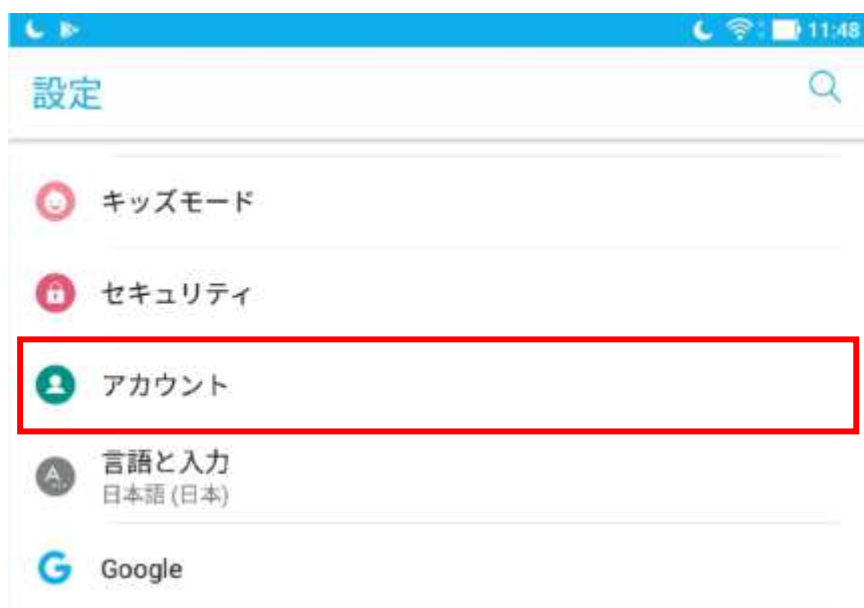 11:48
設定
キッズモード
セキュリティ
アカウント
言語と入力
日本語 (日本)
Google